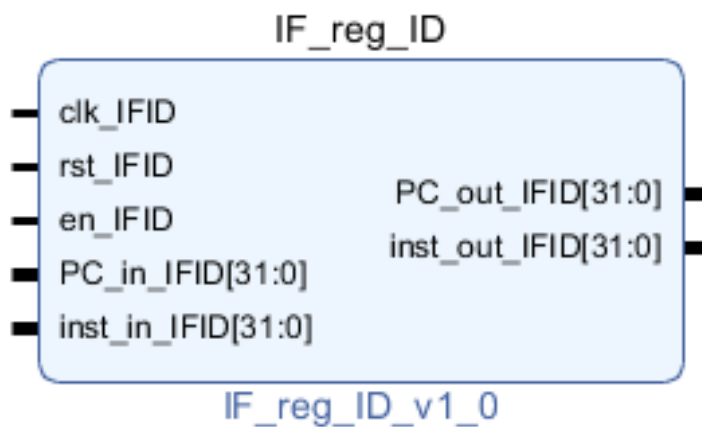 IF_reg_ID
clk_IFID
rst_IFID
en_IFID
PC_in_IFID[31:0]
inst_in_IFID[31:0]
PC_out_IFID[31:0]
inst_out_IFID[31:0]
IF_reg_ID_v1_0